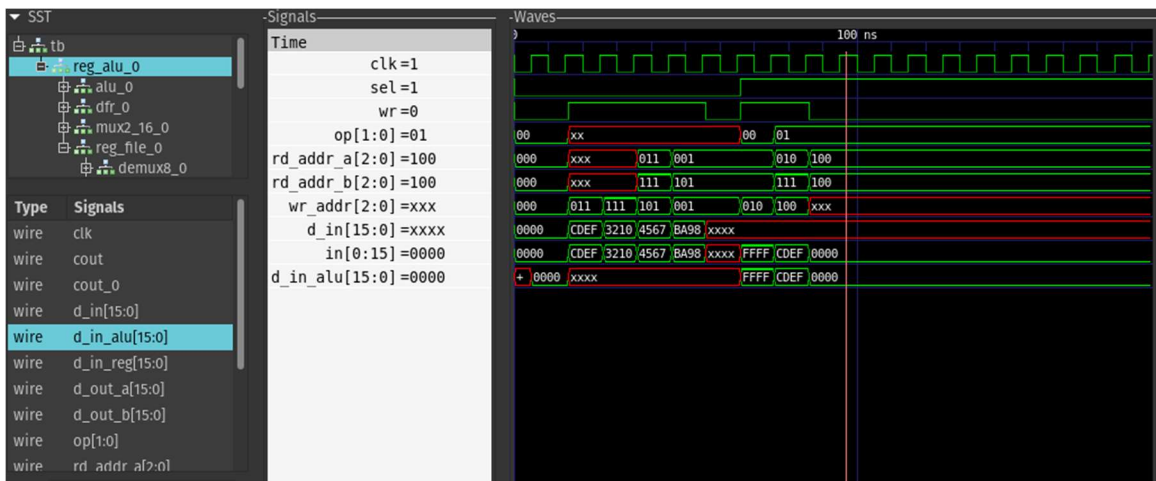 SST
tb
reg_alu_0
alu_0
dfr_0
mux2_16_0
reg_file_0
demux8_0
Type Signals
wire clk
wire cout
wire cout_0
wire d_in[15:0]
wire d_in_alu[15:0]
wire d_in_reg[15:0]
wire d_out_a[15:0]
wire d_out_b[15:0]
wire op[1:0]
wire rd_addr_a[2:0]
Signals
Time
clk=1
sel=1
wr=0
op[1:0]=01
rd_addr_a[2:0]=100
rd_addr_b[2:0]=100
wr_addr[2:0]=xxx
d_in[15:0]=xxxx
in[0:15]=0000
d_in_alu[15:0]=0000
Waves
0 100 ns
00 xx 00 01
000 xxx 011 001 010 100
000 xxx 111 101 111 100
000 011 111 101 001 010 100 xxx
0000 CDEF 3210 4567 BA98 xxxx
0000 CDEF 3210 4567 BA98 xxxx FFFF CDEF 0000
+ 0000 xxxx FFFF CDEF 0000